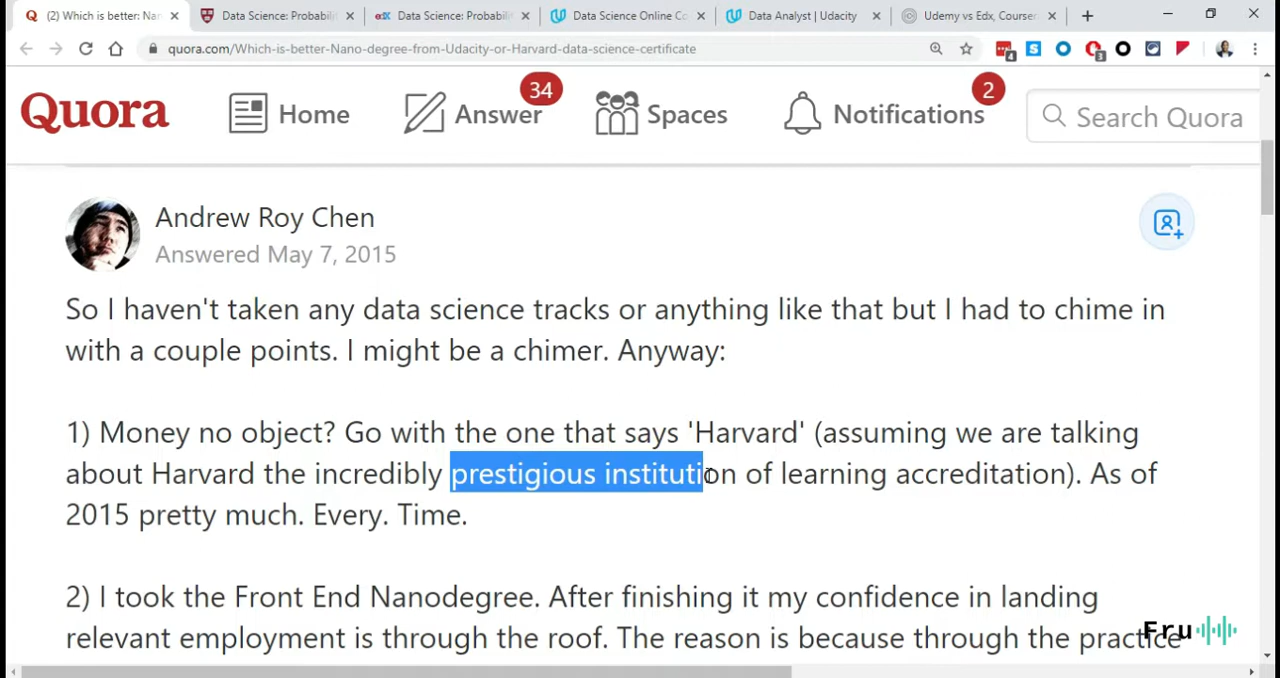 (2) Which is better: Nan
Data Science: Probabili
Data Science: Probabili
Data Science Online Co
Data Analyst | Udacity
Udemy vs Edx, Course
quora.com/Which-is-better-Nano-degree-from-Udacity-or-Harvard-data-science-certificate
4
3
Quora
Home
Answer
34
Spaces
Notifications
2
Search Quora
Andrew Roy Chen
Answered May 7, 2015
So I haven't taken any data science tracks or anything like that but I had to chime in
with a couple points. I might be a chimer. Anyway:
1) Money no object? Go with the one that says 'Harvard' (assuming we are talking
about Harvard the incredibly prestigious institution of learning accreditation). As of
2015 pretty much. Every. Time.
2) I took the Front End Nanodegree. After finishing it my confidence in landing
relevant employment is through the roof. The reason is because through the practice
Fru